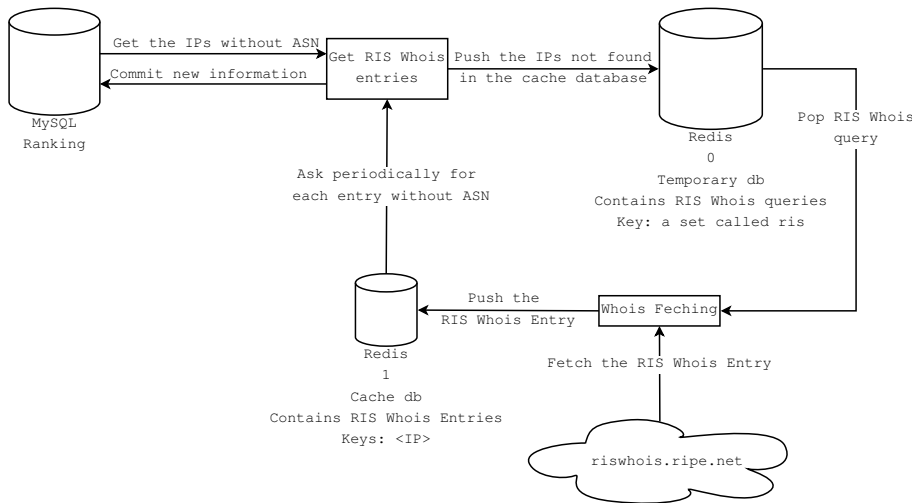 Get the IPs without ASN
Commit new information
MySQL
Ranking
Get RIS Whois
entries
Push the IPs not found
in the cache database
Redis
0
Temporary db
Contains RIS Whois queries
Key: a set called ris
Pop RIS Whois
query
Ask periodically for
each entry without ASN
Push the
RIS Whois Entry
Whois Feching
Redis
1
Cache db
Contains RIS Whois Entries
Keys: <IP>
Fetch the RIS Whois Entry
riswhois.ripe.net